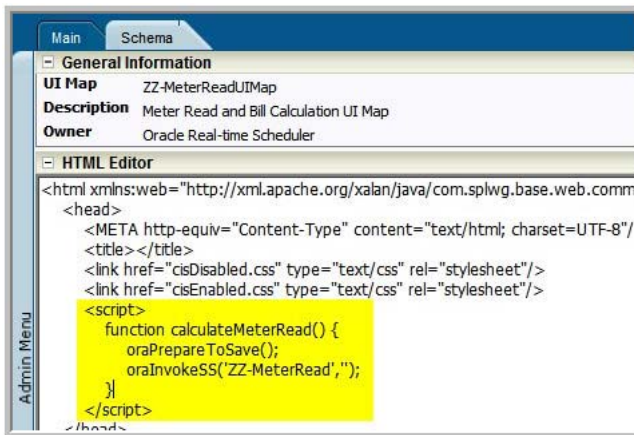 Main Schema
General Information
UI Map ZZ-MeterReadUIMap
Description Meter Read and Bill Calculation UI Map
Owner Oracle Real-time Scheduler
HTML Editor
<html xmlns:web="http://xml.apache.org/xalan/java/com.splwg.base.web.comm
<head>
<META http-equiv="Content-Type" content="text/html; charset=UTF-8"/
<title></title>
<link href="cisDisabled.css" type="text/css" rel="stylesheet"/>
<link href="cisEnabled.css" type="text/css" rel="stylesheet"/>
<script>
function calculateMeterRead() {
oraPrepareToSave();
oraInvokeSS('ZZ-MeterRead','');
}
</script>
</head>
Admin Menu